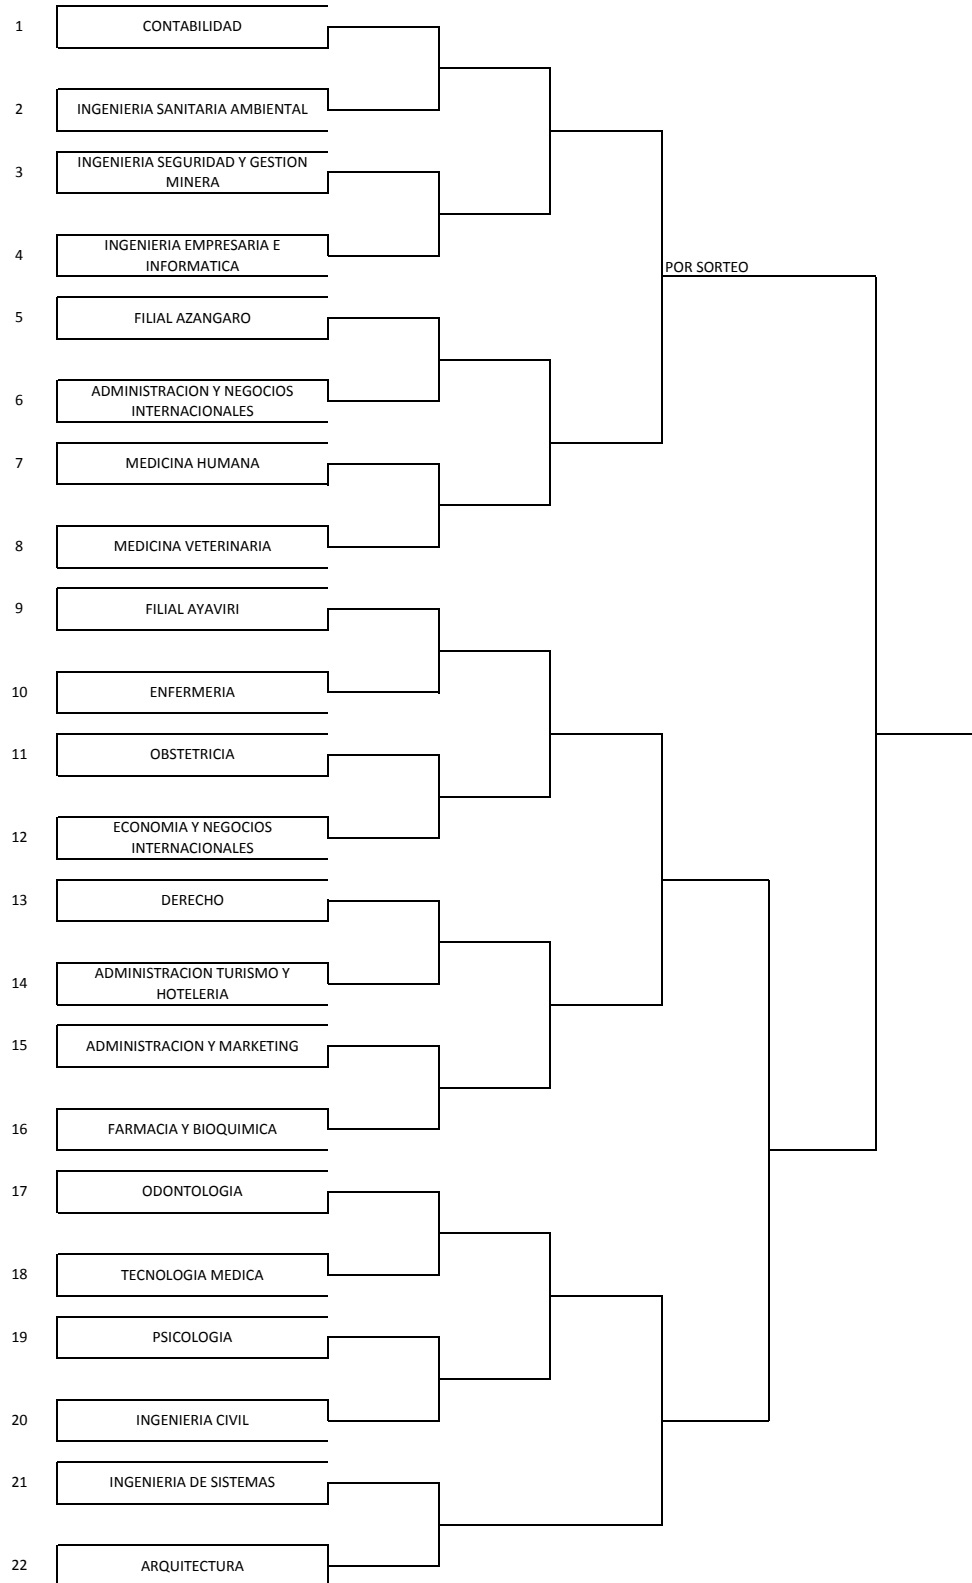 1 CONTABILIDAD
2 INGENIERIA SANITARIA AMBIENTAL
3 INGENIERIA SEGURIDAD Y GESTION
MINERA
4 INGENIERIA EMPRESARIA E
INFORMATICA
POR SORTEO
5 FILIAL AZANGARO
6 ADMINISTRACION Y NEGOCIOS
INTERNACIONALES
7 MEDICINA HUMANA
8 MEDICINA VETERINARIA
9 FILIAL AYAVIRI
10 ENFERMERIA
11 OBSTETRICIA
12 ECONOMIA Y NEGOCIOS
INTERNACIONALES
13 DERECHO
14 ADMINISTRACION TURISMO Y
HOTELERIA
15 ADMINISTRACION Y MARKETING
16 FARMACIA Y BIOQUIMICA
17 ODONTOLOGIA
18 TECNOLOGIA MEDICA
19 PSICOLOGIA
20 INGENIERIA CIVIL
21 INGENIERIA DE SISTEMAS
22 ARQUITECTURA